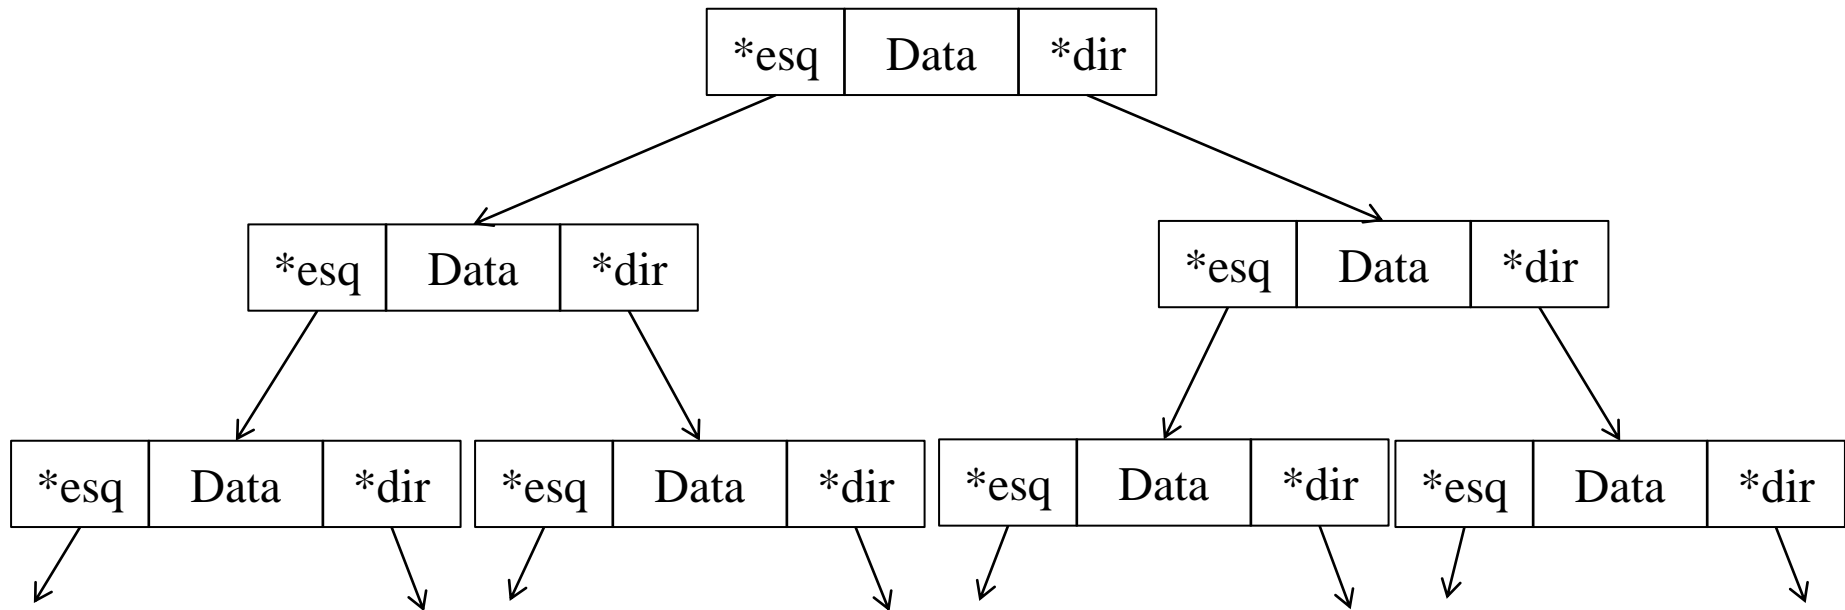 *esq Data *dir
*esq Data *dir *esq Data *dir
*esq Data *dir *esq Data *dir *esq Data *dir *esq Data *dir